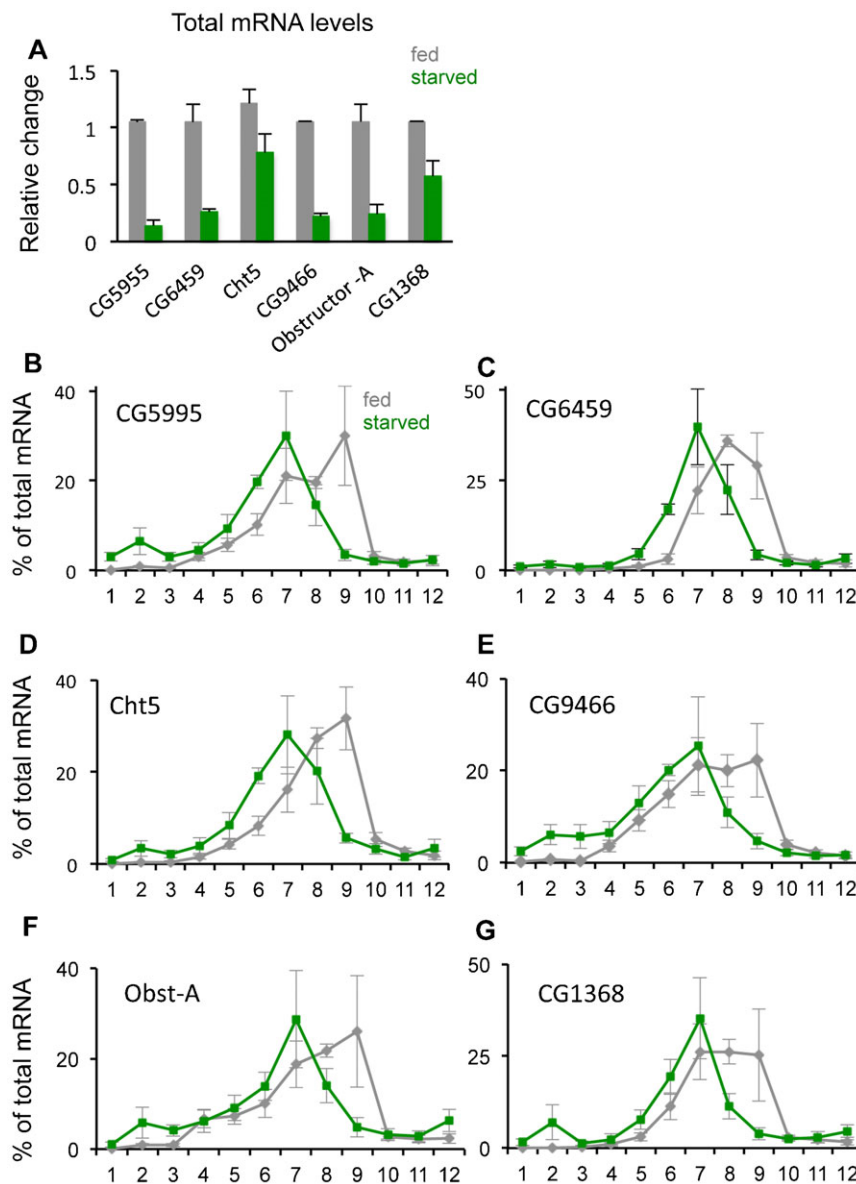 Total mRNA levels
A
fed
starved
Relative change
1.5
1
0.5
0
CG5955
CG6459
Cht5
CG9466
Obstructor -A
CG1368
B
CG5995
fed
starved
% of total mRNA
40
20
0
1 2 3 4 5 6 7 8 9 10 11 12
C
CG6459
50
25
0
1 2 3 4 5 6 7 8 9 10 11 12
D
Cht5
% of total mRNA
40
20
0
1 2 3 4 5 6 7 8 9 10 11 12
E
CG9466
40
20
0
1 2 3 4 5 6 7 8 9 10 11 12
F
Obst-A
% of total mRNA
40
20
0
1 2 3 4 5 6 7 8 9 10 11 12
G
CG1368
50
25
0
1 2 3 4 5 6 7 8 9 10 11 12